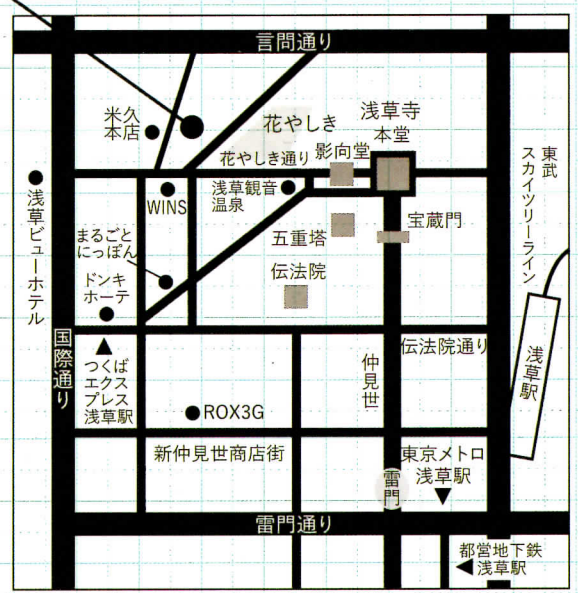 言問通り
米久
本店
花やしき
浅草寺
本堂
花やしき通り
影向堂
東武
スカイツリーライン
浅草ビューホテル
WINS
浅草観音
温泉
宝蔵門
五重塔
まるごと
にっぽん
伝法院
ドンキ
ホーテ
国際通り
つくば
エクス
プレス
浅草駅
伝法院通り
浅草駅
仲見世
ROX3G
新仲見世商店街
東京メトロ
浅草駅
雷門
雷門通り
都営地下鉄
浅草駅